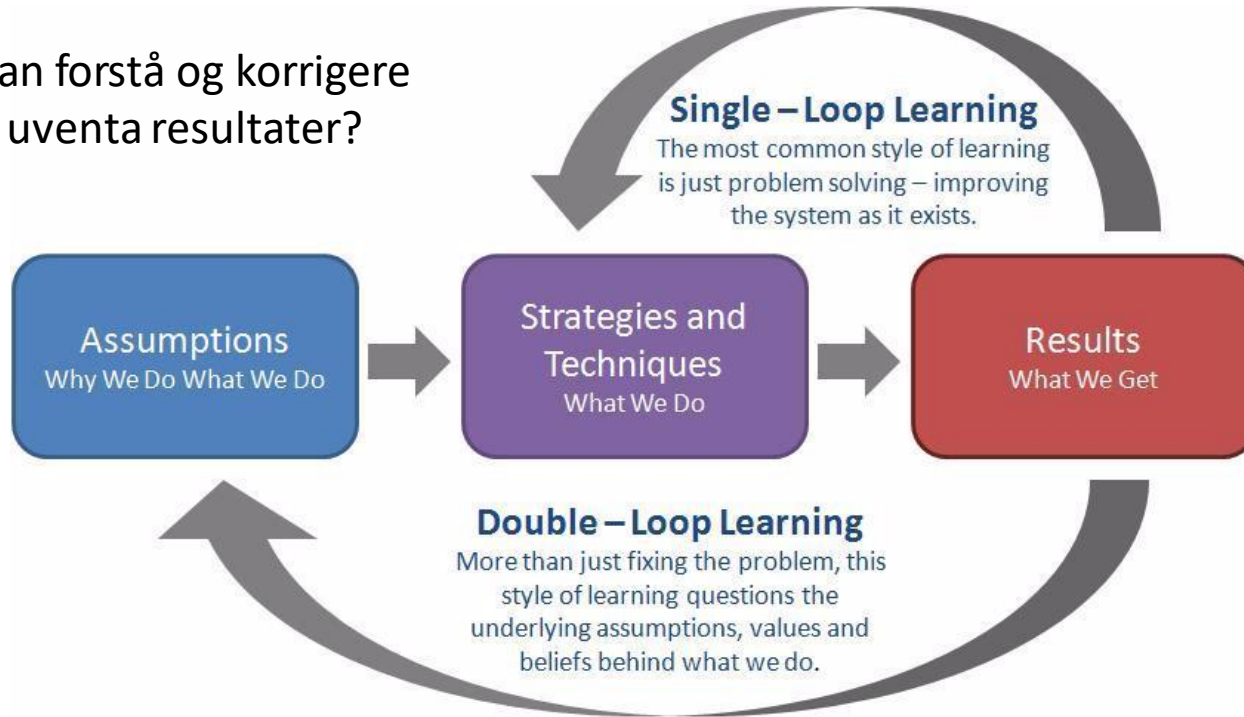 an forstå og korrigere
uventa resultater?
Single – Loop Learning
The most common style of learning
is just problem solving – improving
the system as it exists.
Assumptions
Why We Do What We Do
Strategies and
Techniques
What We Do
Results
What We Get
Double – Loop Learning
More than just fixing the problem, this
style of learning questions the
underlying assumptions, values and
beliefs behind what we do.